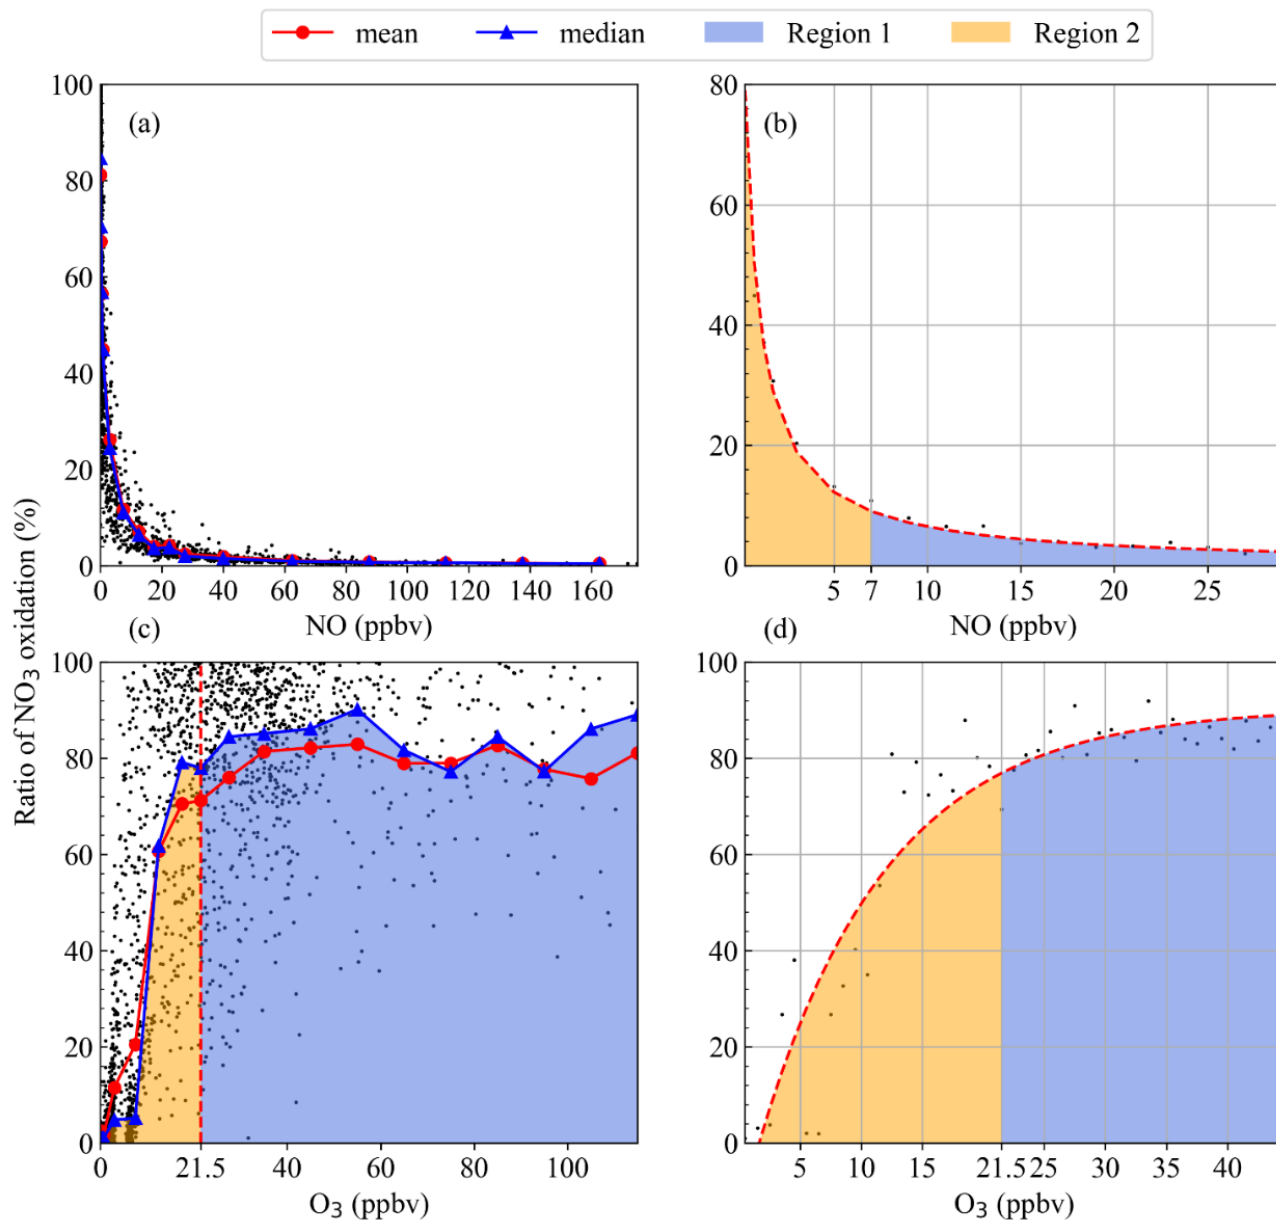 mean median Region 1 Region 2
Ratio of NO₃ oxidation (%)
(a)
100
80
60
40
20
0
0 20 40 60 80 100 120 140 160
NO (ppbv)
(b)
80
60
40
20
0
5 7 10 15 20 25
NO (ppbv)
(c)
100
80
60
40
20
0
0 21.5 40 60 80 100
O₃ (ppbv)
(d)
100
80
60
40
20
0
5 10 15 21.5 25 30 35 40
O₃ (ppbv)